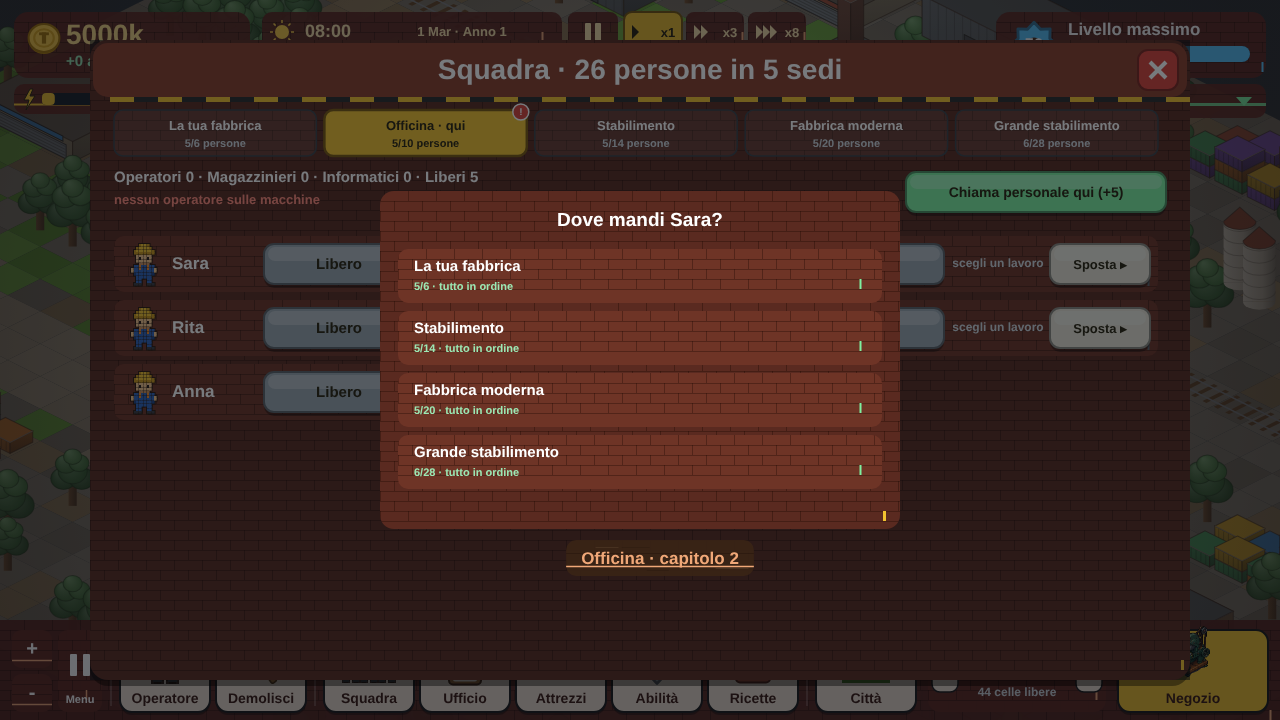 5000k
+0
08:00
1 Mar · Anno 1
x1
x3
x8
Livello massimo
Squadra · 26 persone in 5 sedi
La tua fabbrica
5/6 persone
Officina · qui
5/10 persone
!
Stabilimento
5/14 persone
Fabbrica moderna
5/20 persone
Grande stabilimento
6/28 persone
Operatori 0 · Magazzinieri 0 · Informatici 0 · Liberi 5
nessun operatore sulle macchine
Chiama personale qui (+5)
Sara
Libero
scegli un lavoro
Sposta ▸
Rita
Libero
scegli un lavoro
Sposta ▸
Anna
Libero
Dove mandi Sara?
La tua fabbrica
5/6 · tutto in ordine
Stabilimento
5/14 · tutto in ordine
Fabbrica moderna
5/20 · tutto in ordine
Grande stabilimento
6/28 · tutto in ordine
Officina · capitolo 2
+
-
Menu
Operatore
Demolisci
Squadra
Ufficio
Attrezzi
Abilità
Ricette
Città
44 celle libere
Negozio